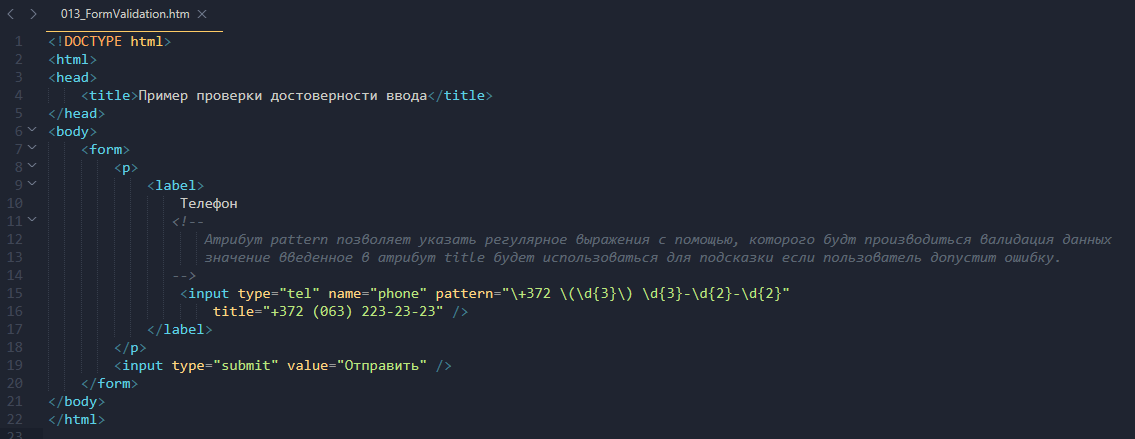 013_FormValidation.htm
1 <!DOCTYPE html>
2 <html>
3 <head>
4 <title>Пример проверки достоверности ввода</title>
5 </head>
6 <body>
7 <form>
8 <p>
9 <label>
10 Телефон
11 <!--
12 Атрибут pattern позволяет указать регулярное выражения с помощью, которого будт производиться валидация данных
13 значение введенное в атрибут title будет использоваться для подсказки если пользователь допустит ошибку.
14 -->
15 <input type="tel" name="phone" pattern="\+372 \(\d{3}\) \d{3}-\d{2}-\d{2}"
16 title="+372 (063) 223-23-23" />
17 </label>
18 </p>
19 <input type="submit" value="Отправить" />
20 </form>
21 </body>
22 </html>
23